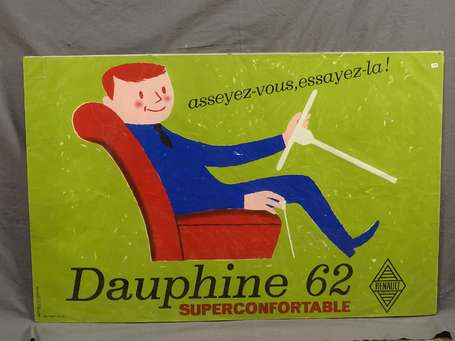 asseyez-vous, essayez-la!
Dauphine 62
SUPERCONFORTABLE
RENAULT